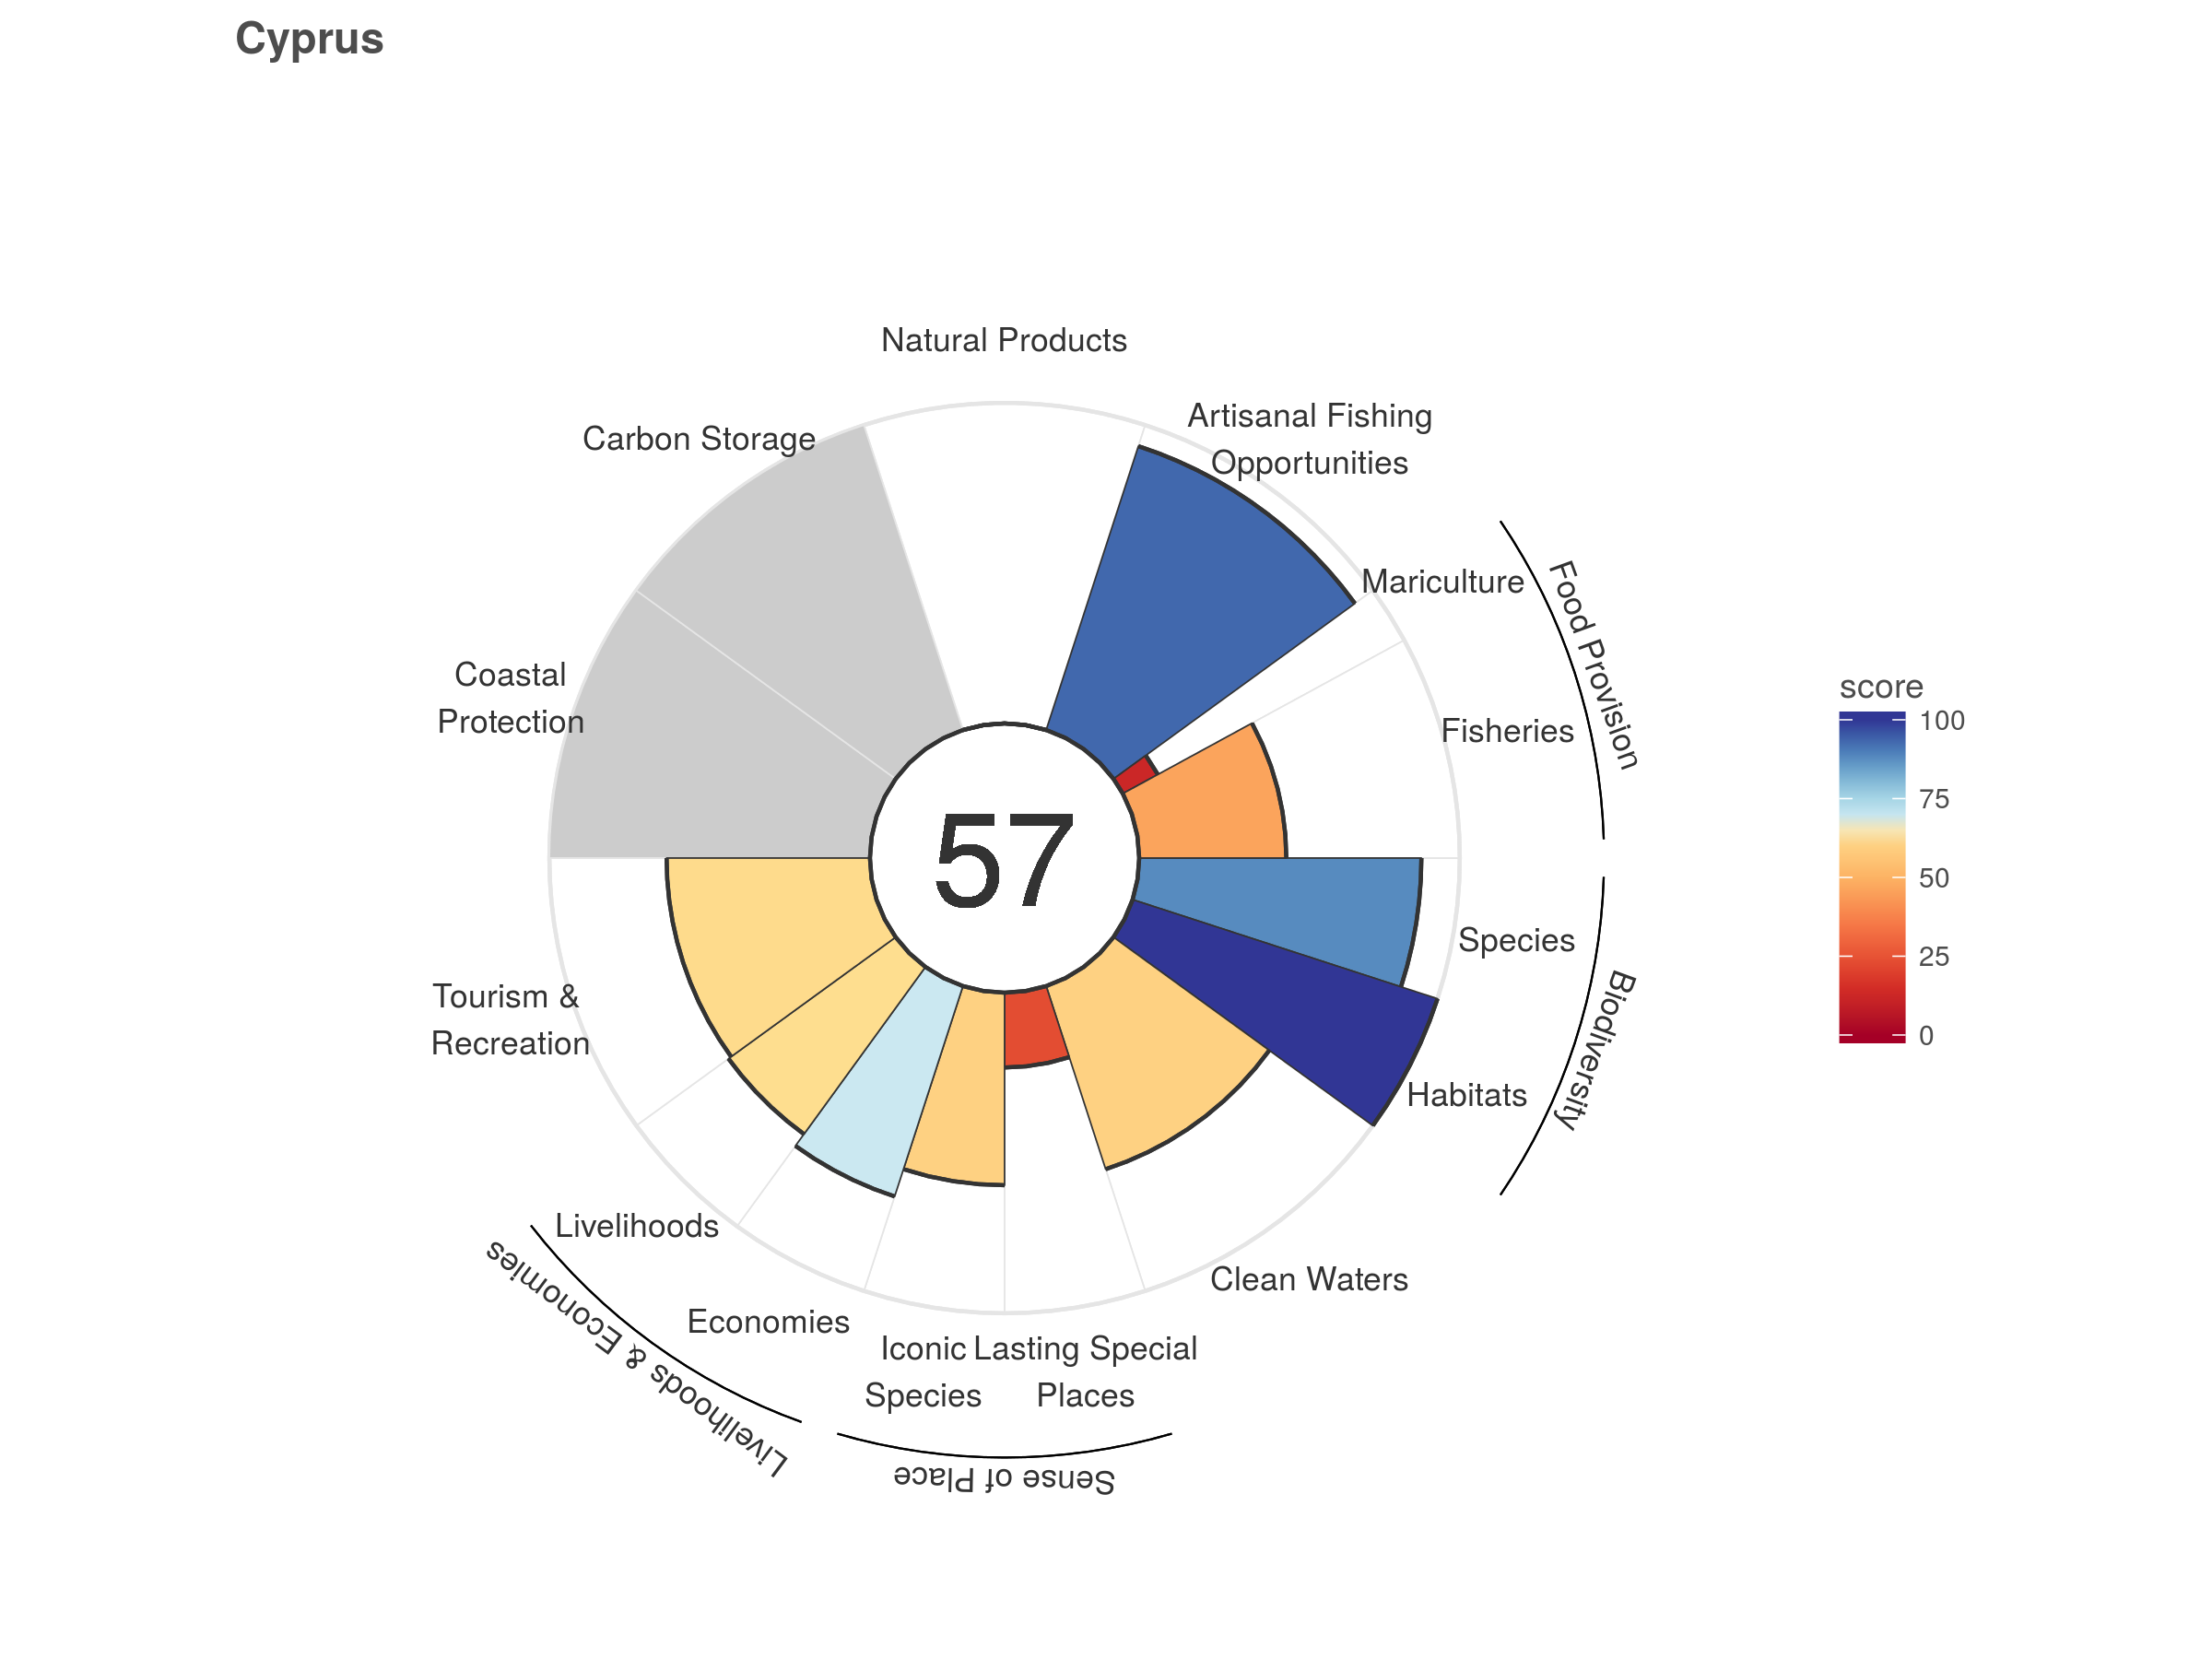 Cyprus
Natural Products
Artisanal Fishing
Opportunities
Carbon Storage
Mariculture
Food Provision
Coastal
Protection
Fisheries
score
100
75
50
25
0
57
Species
Biodiversity
Habitats
Tourism &
Recreation
Livelihoods
Clean Waters
Economies
Livelihoods & Economies
Iconic
Species
Lasting Special
Places
Sense of Place